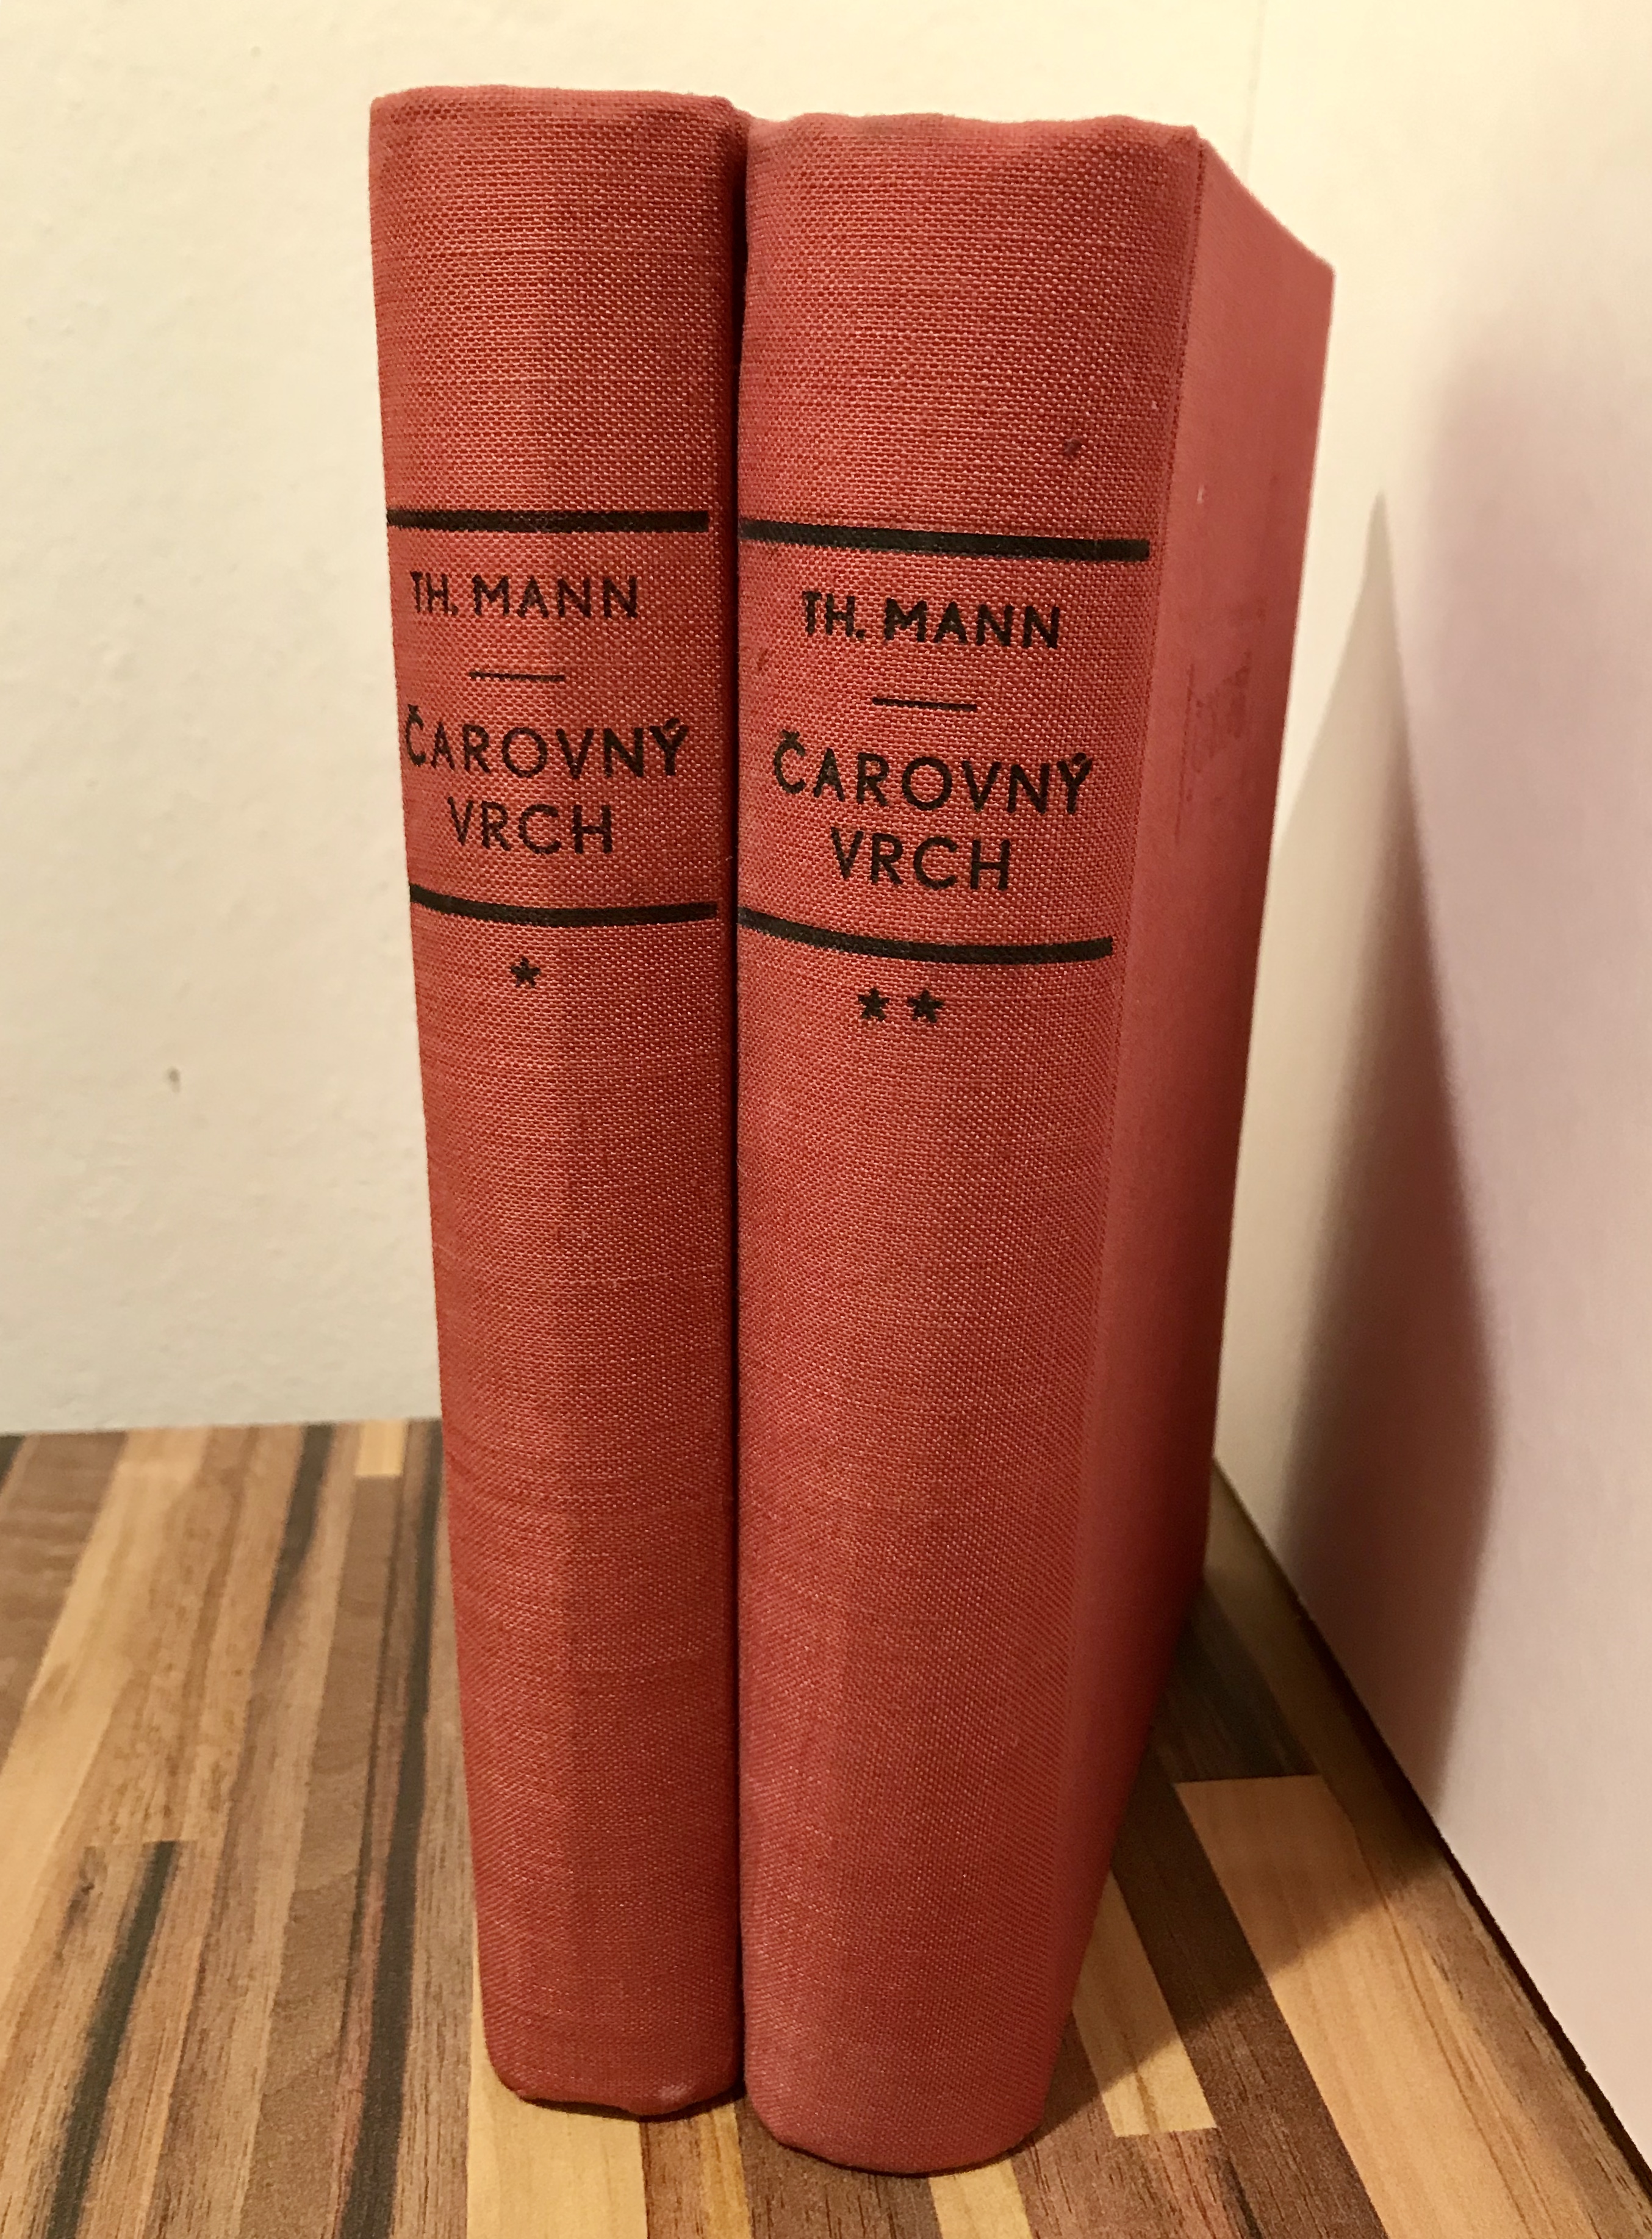 TH. MANN
ČAROVNÝ
VRCH
TH. MANN
ČAROVNÝ
VRCH